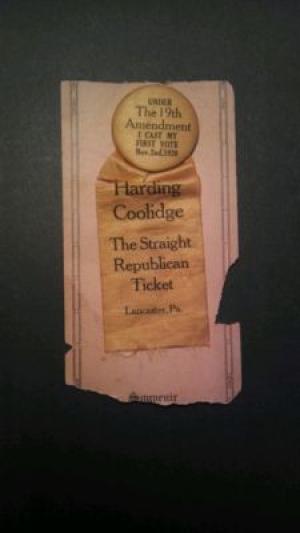 UNDER
The 19th
Amendment
I CAST MY
FIRST VOTE
Nov. 2nd, 1920
Harding
Coolidge
The Straight
Republican
Ticket
Lancaster, Pa.
Souvenir